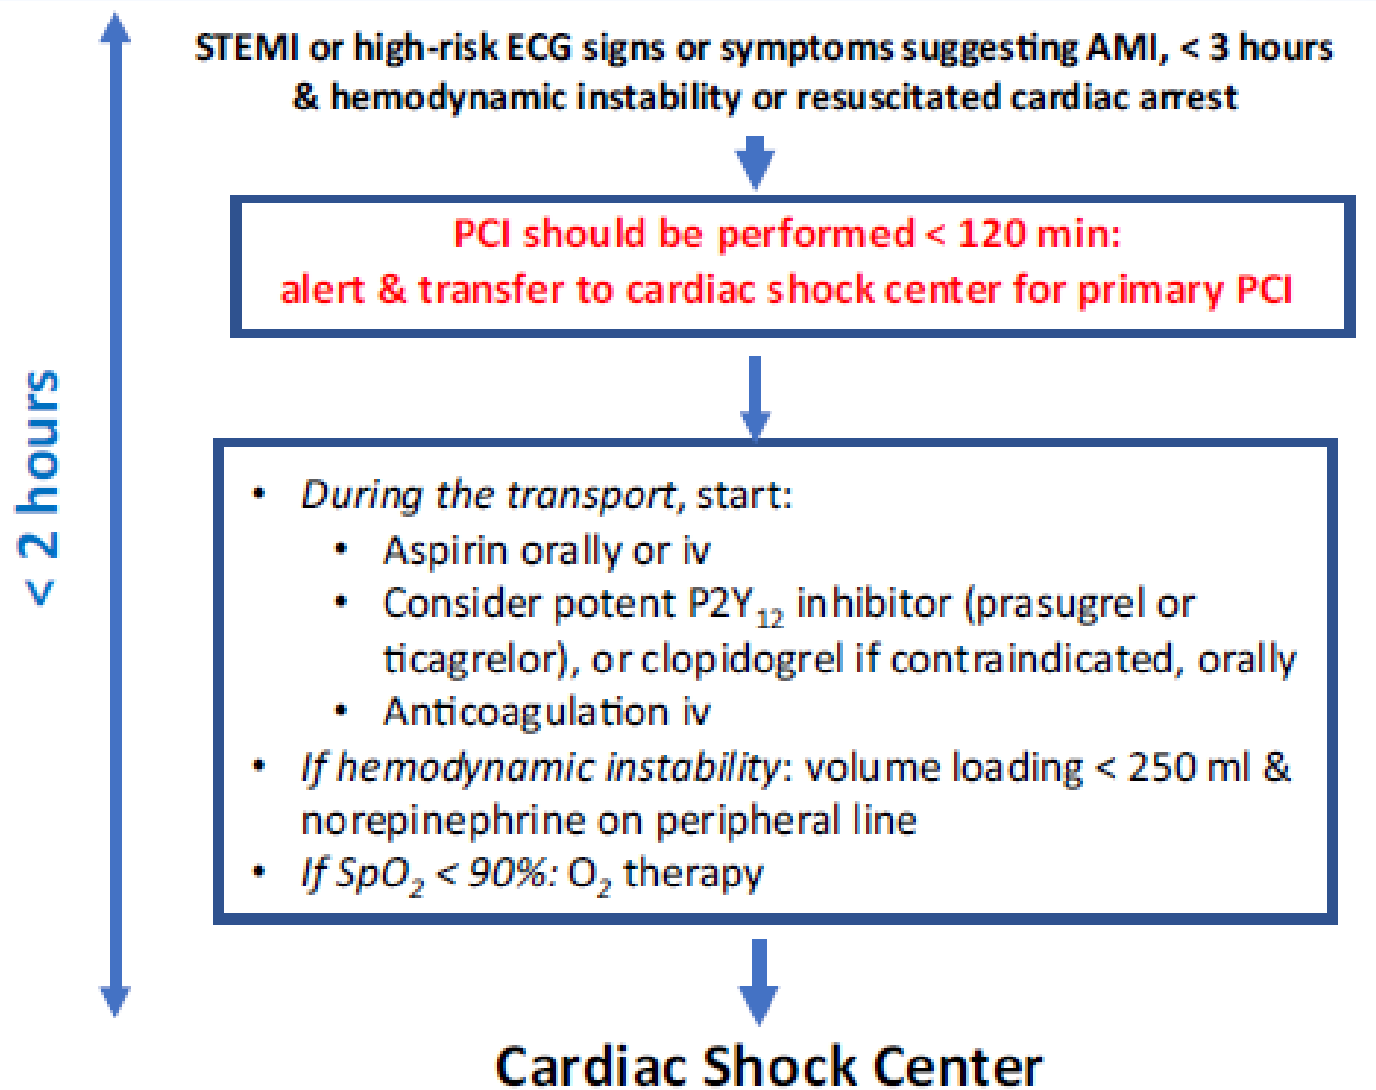 STEMI or high-risk ECG signs or symptoms suggesting AMI, < 3 hours
& hemodynamic instability or resuscitated cardiac arrest
PCI should be performed < 120 min:
alert & transfer to cardiac shock center for primary PCI
< 2 hours
• During the transport, start:
• Aspirin orally or iv
• Consider potent P2Y₁₂ inhibitor (prasugrel or
ticagrelor), or clopidogrel if contraindicated, orally
• Anticoagulation iv
• If hemodynamic instability: volume loading < 250 ml &
norepinephrine on peripheral line
• If SpO₂ < 90%: O₂ therapy
Cardiac Shock Center